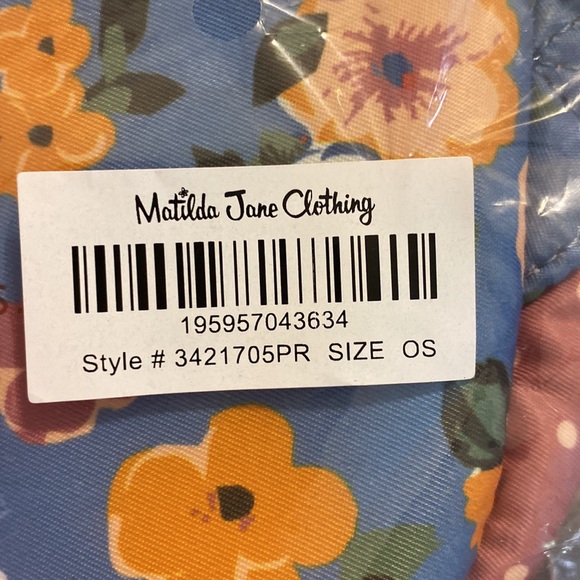 Matilda Jane Clothing
195957043634
Style # 3421705PR SIZE OS